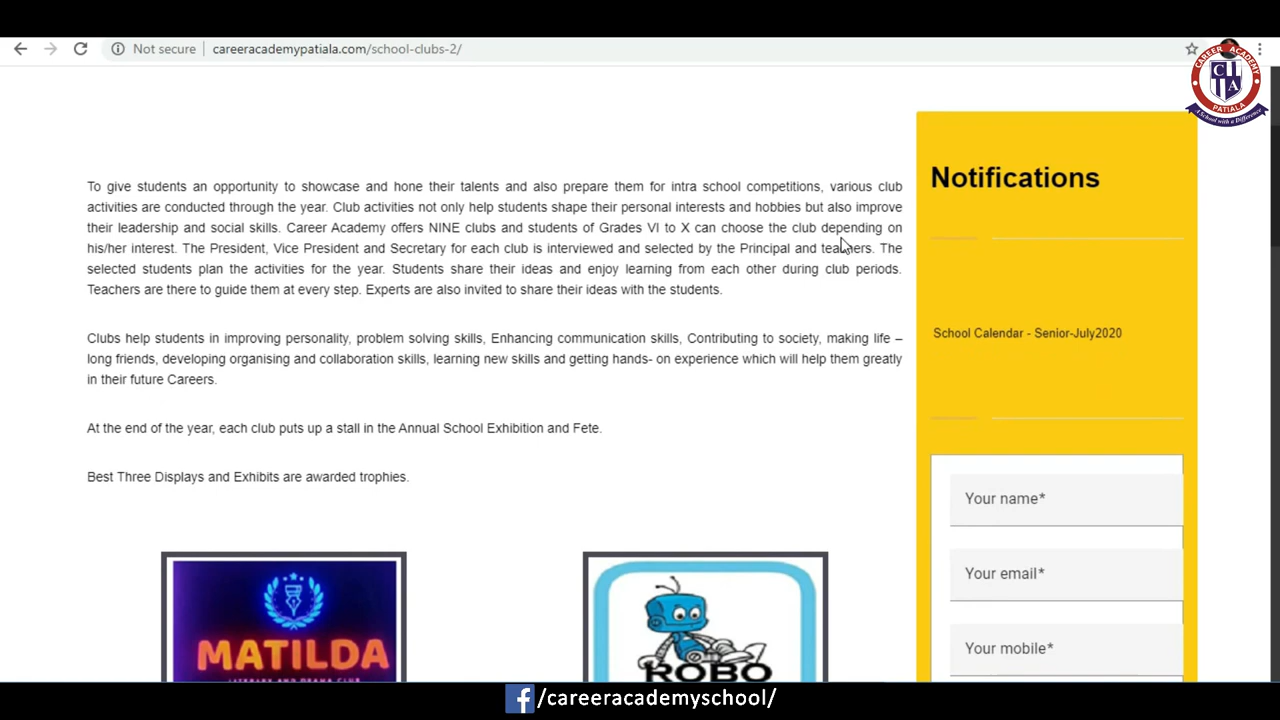 Not secure
careeracademypatiala.com/school-clubs-2/
CAREER ACADEMY
C
A
PATIALA
A School with a Difference
To give students an opportunity to showcase and hone their talents and also prepare them for intra school competitions, various club
activities are conducted through the year. Club activities not only help students shape their personal interests and hobbies but also improve
their leadership and social skills. Career Academy offers NINE clubs and students of Grades VI to X can choose the club depending on
his/her interest. The President, Vice President and Secretary for each club is interviewed and selected by the Principal and teachers. The
selected students plan the activities for the year. Students share their ideas and enjoy learning from each other during club periods.
Teachers are there to guide them at every step. Experts are also invited to share their ideas with the students.
Clubs help students in improving personality, problem solving skills, Enhancing communication skills, Contributing to society, making life –
long friends, developing organising and collaboration skills, learning new skills and getting hands- on experience which will help them greatly
in their future Careers.
At the end of the year, each club puts up a stall in the Annual School Exhibition and Fete.
Best Three Displays and Exhibits are awarded trophies.
MATILDA
LITERARY AND DRAMA CLUB
ROBO
Notifications
School Calendar - Senior-July2020
Your name*
Your email*
Your mobile*
/careeracademyschool/